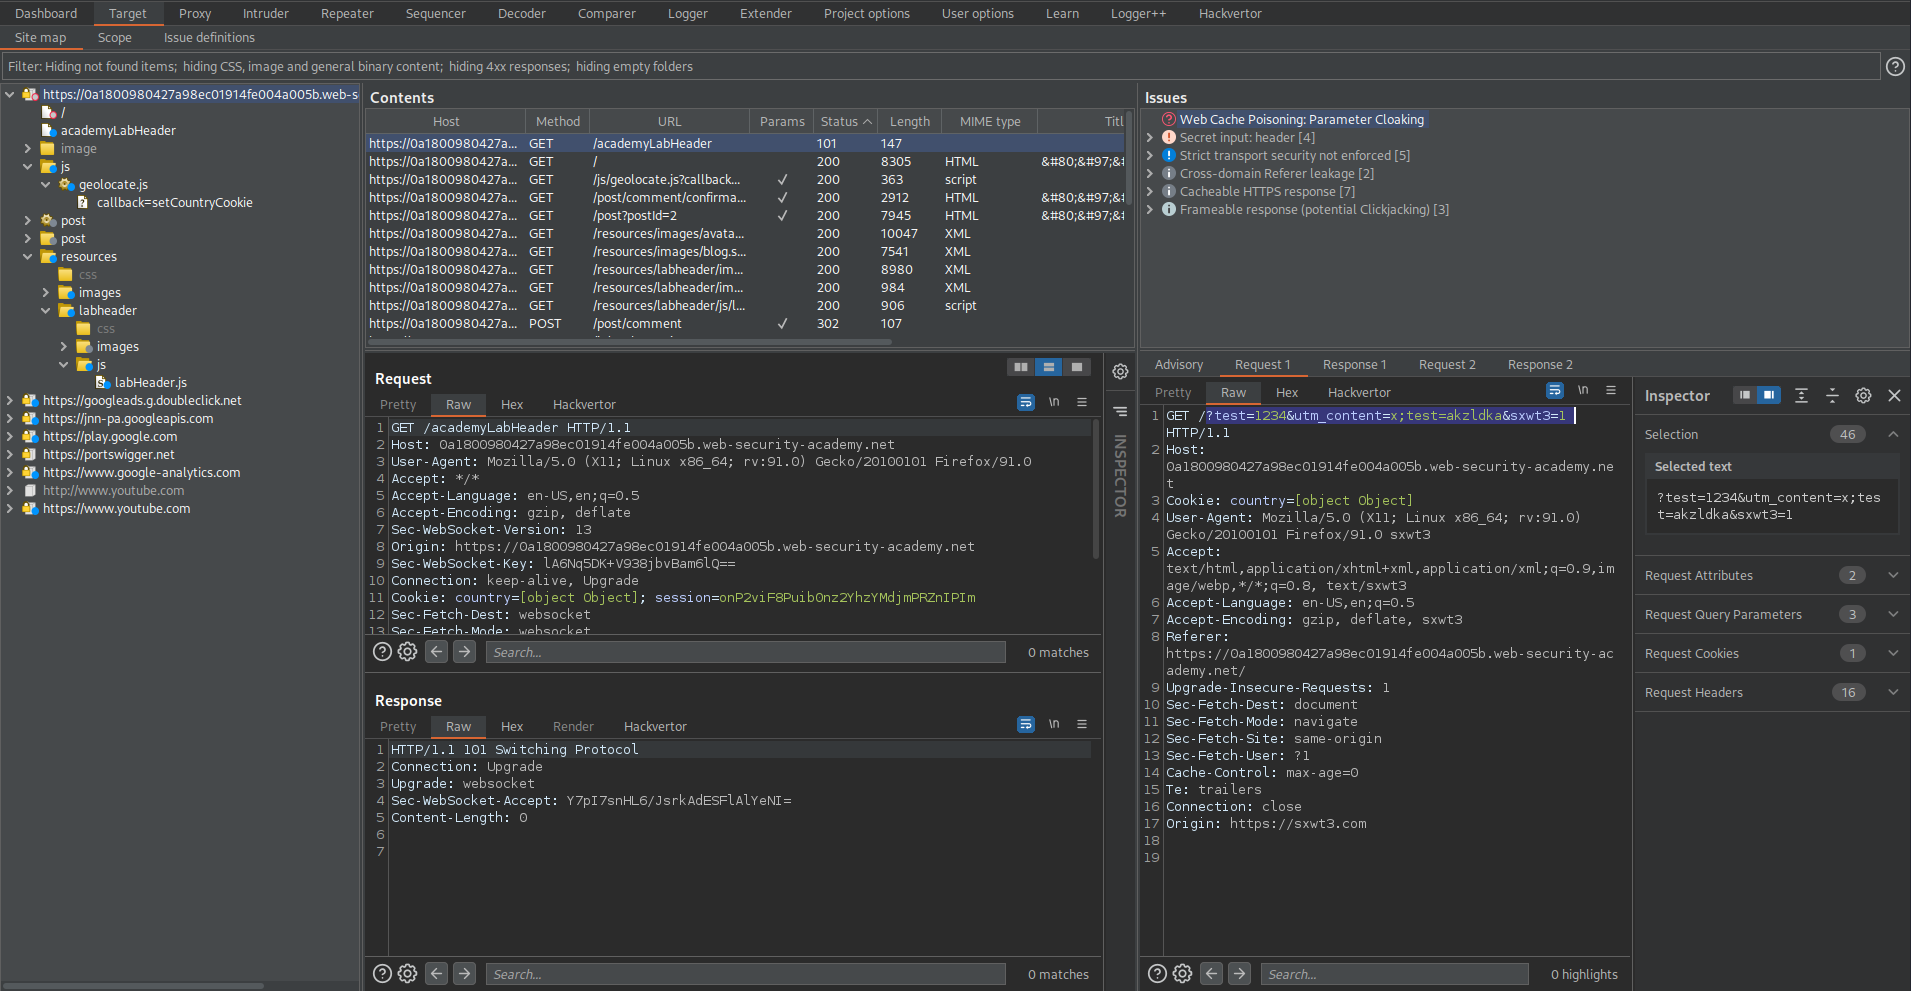 Dashboard Target Proxy Intruder Repeater Sequencer Decoder Comparer Logger Extender Project options User options Learn Logger++ Hackvertor
Site map Scope Issue definitions
Filter: Hiding not found items; hiding CSS, image and general binary content; hiding 4xx responses; hiding empty folders
https://0a1800980427a98ec01914fe004a005b.web-s
/
academyLabHeader
image
js
geolocate.js
callback=setCountryCookie
post
post
resources
css
images
labheader
css
images
js
labHeader.js
https://googleads.g.doubleclick.net
https://jnn-pa.googleapis.com
https://play.google.com
https://portswigger.net
https://www.google-analytics.com
http://www.youtube.com
https://www.youtube.com
Contents
Host Method URL Params Status Length MIME type Titl
https://0a1800980427a... GET /academyLabHeader 101 147
https://0a1800980427a... GET / 200 8305 HTML &#80;&#97;&#
https://0a1800980427a... GET /js/geolocate.js?callback... ✓ 200 363 script
https://0a1800980427a... GET /post/comment/confirma... ✓ 200 2912 HTML &#80;&#97;&#
https://0a1800980427a... GET /post?postId=2 ✓ 200 7945 HTML &#80;&#97;&#
https://0a1800980427a... GET /resources/images/avata... 200 10047 XML
https://0a1800980427a... GET /resources/images/blog.s... 200 7541 XML
https://0a1800980427a... GET /resources/labheader/im... 200 8980 XML
https://0a1800980427a... GET /resources/labheader/im... 200 984 XML
https://0a1800980427a... GET /resources/labheader/js/l... 200 906 script
https://0a1800980427a... POST /post/comment ✓ 302 107
Request
Pretty Raw Hex Hackvertor \n
1 GET /academyLabHeader HTTP/1.1
2 Host: 0a1800980427a98ec01914fe004a005b.web-security-academy.net
3 User-Agent: Mozilla/5.0 (X11; Linux x86_64; rv:91.0) Gecko/20100101 Firefox/91.0
4 Accept: */*
5 Accept-Language: en-US,en;q=0.5
6 Accept-Encoding: gzip, deflate
7 Sec-WebSocket-Version: 13
8 Origin: https://0a1800980427a98ec01914fe004a005b.web-security-academy.net
9 Sec-WebSocket-Key: lA6Nq5DK+V938jbvBam6lQ==
10 Connection: keep-alive, Upgrade
11 Cookie: country=[object Object]; session=onP2viF8PuibOnz2YhzYMdjmPRZnIPIm
12 Sec-Fetch-Dest: websocket
13 Sec-Fetch-Mode: websocket
Search... 0 matches
Response
Pretty Raw Hex Render Hackvertor \n
1 HTTP/1.1 101 Switching Protocol
2 Connection: Upgrade
3 Upgrade: websocket
4 Sec-WebSocket-Accept: Y7pI7snHL6/JsrkAdESFlAlYeNI=
5 Content-Length: 0
6
7
Search... 0 matches
INSPECTOR
Issues
Web Cache Poisoning: Parameter Cloaking
Secret input: header [4]
Strict transport security not enforced [5]
Cross-domain Referer leakage [2]
Cacheable HTTPS response [7]
Frameable response (potential Clickjacking) [3]
Advisory Request 1 Response 1 Request 2 Response 2
Pretty Raw Hex Hackvertor \n
1 GET /?test=1234&utm_content=x;test=akzldka&sxwt3=1
HTTP/1.1
2 Host:
0a1800980427a98ec01914fe004a005b.web-security-academy.ne
t
3 Cookie: country=[object Object]
4 User-Agent: Mozilla/5.0 (X11; Linux x86_64; rv:91.0)
Gecko/20100101 Firefox/91.0 sxwt3
5 Accept:
text/html,application/xhtml+xml,application/xml;q=0.9,im
age/webp,*/*;q=0.8, text/sxwt3
6 Accept-Language: en-US,en;q=0.5
7 Accept-Encoding: gzip, deflate, sxwt3
8 Referer:
https://0a1800980427a98ec01914fe004a005b.web-security-ac
ademy.net/
9 Upgrade-Insecure-Requests: 1
10 Sec-Fetch-Dest: document
11 Sec-Fetch-Mode: navigate
12 Sec-Fetch-Site: same-origin
13 Sec-Fetch-User: ?1
14 Cache-Control: max-age=0
15 Te: trailers
16 Connection: close
17 Origin: https://sxwt3.com
18
19
Search... 0 highlights
Inspector
Selection 46
Selected text
?test=1234&utm_content=x;tes
t=akzldka&sxwt3=1
Request Attributes 2
Request Query Parameters 3
Request Cookies 1
Request Headers 16